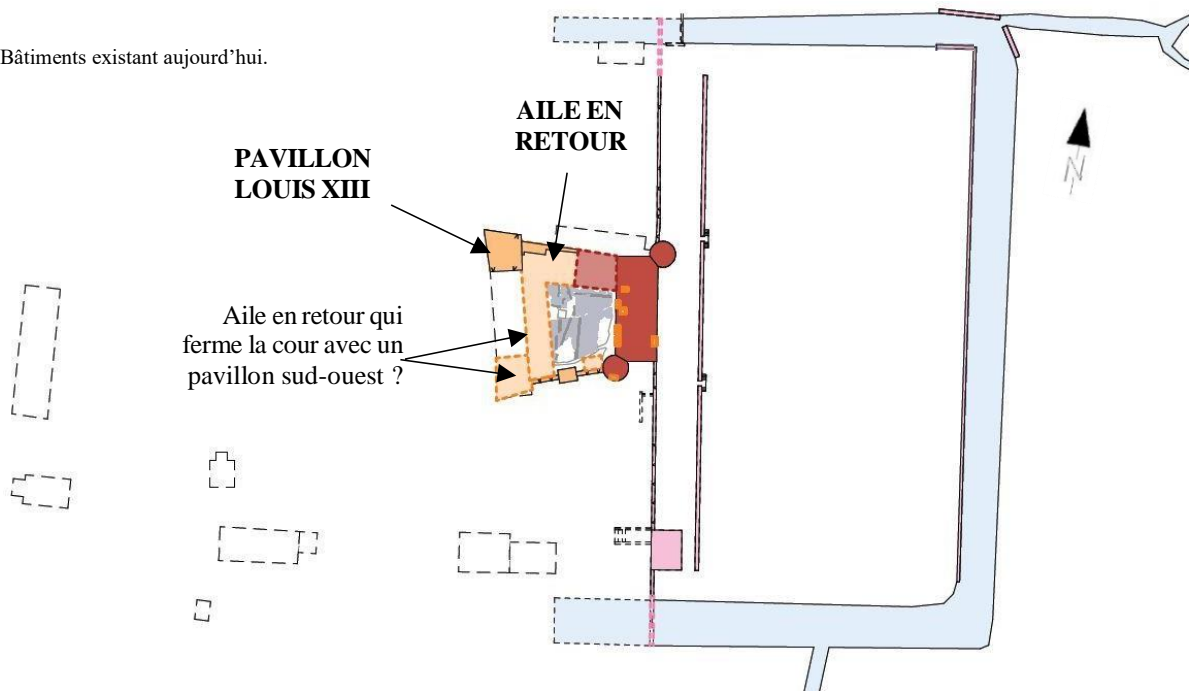 Bâtiments existant aujourd’hui.
AILE EN
RETOUR
PAVILLON
LOUIS XIII
Aile en retour qui
ferme la cour avec un
pavillon sud-ouest ?
N